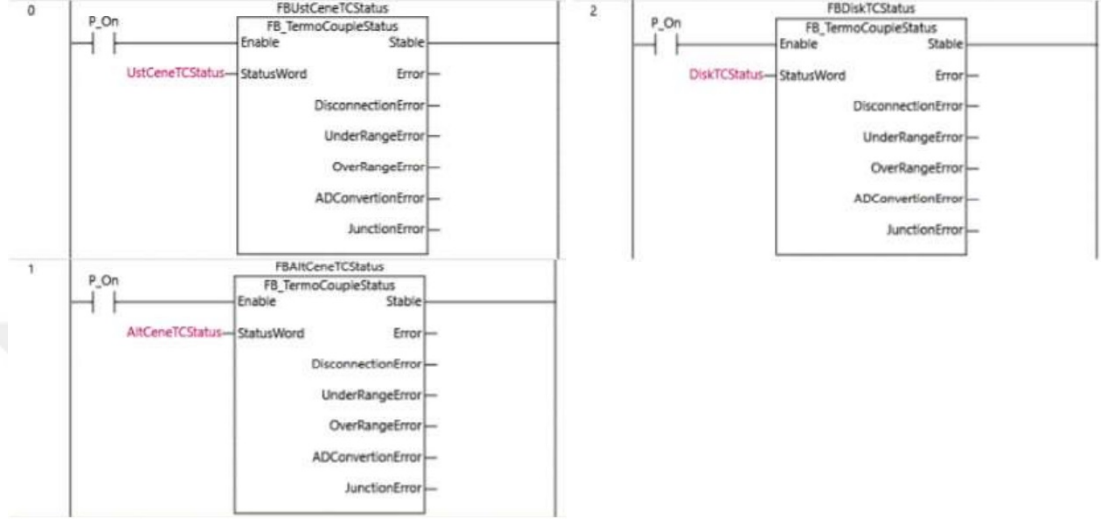 0
FBUstCeneTCStatus
P_On
FB_TermoCoupleStatus
Enable Stable
UstCeneTCStatus StatusWord Error
DisconnectionError
UnderRangeError
OverRangeError
ADConvertionError
JunctionError
1
FBAltCeneTCStatus
P_On
FB_TermoCoupleStatus
Enable Stable
AltCeneTCStatus StatusWord Error
DisconnectionError
UnderRangeError
OverRangeError
ADConvertionError
JunctionError
2
FBDiskTCStatus
P_On
FB_TermoCoupleStatus
Enable Stable
DiskTCStatus StatusWord Error
DisconnectionError
UnderRangeError
OverRangeError
ADConvertionError
JunctionError